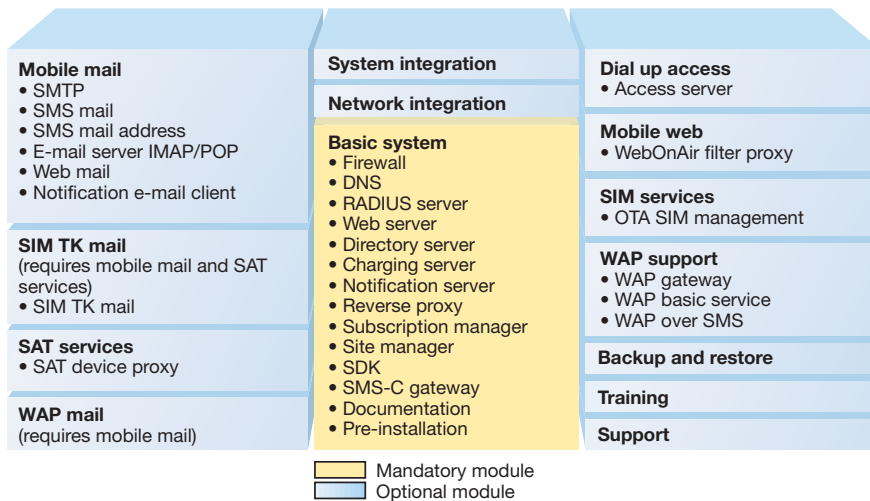 Mobile mail
• SMTP
• SMS mail
• SMS mail address
• E-mail server IMAP/POP
• Web mail
• Notification e-mail client
SIM TK mail
(requires mobile mail and SAT
services)
• SIM TK mail
SAT services
• SAT device proxy
WAP mail
(requires mobile mail)
System integration
Network integration
Basic system
• Firewall
• DNS
• RADIUS server
• Web server
• Directory server
• Charging server
• Notification server
• Reverse proxy
• Subscription manager
• Site manager
• SDK
• SMS-C gateway
• Documentation
• Pre-installation
Dial up access
• Access server
Mobile web
• WebOnAir filter proxy
SIM services
• OTA SIM management
WAP support
• WAP gateway
• WAP basic service
• WAP over SMS
Backup and restore
Training
Support
Mandatory module
Optional module